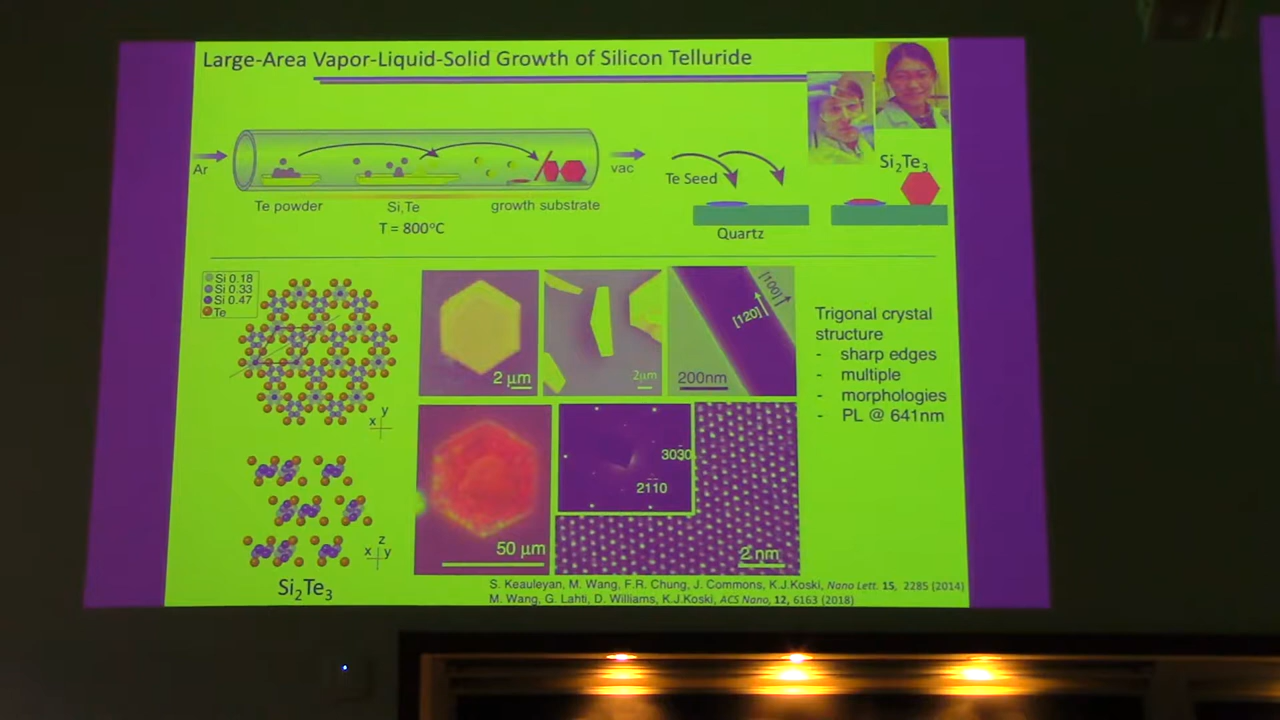 Large-Area Vapor-Liquid-Solid Growth of Silicon Telluride
Ar
vac
Te powder
Si,Te
growth substrate
T = 800°C
Te Seed
Quartz
Si₂Te₃
Si 0.18
Si 0.33
Si 0.47
Te
y
x
z
x y
Si₂Te₃
2 μm
2μm
200nm
[120]
[100]
50 μm
3030
2110
2 nm
Trigonal crystal
structure
- sharp edges
- multiple
- morphologies
- PL @ 641nm
S. Keauleyan, M. Wang, F.R. Chung, J. Commons, K.J.Koski, Nano Lett. 15, 2285 (2014)
M. Wang, G. Lahti, D. Williams, K.J.Koski, ACS Nano, 12, 6163 (2018)